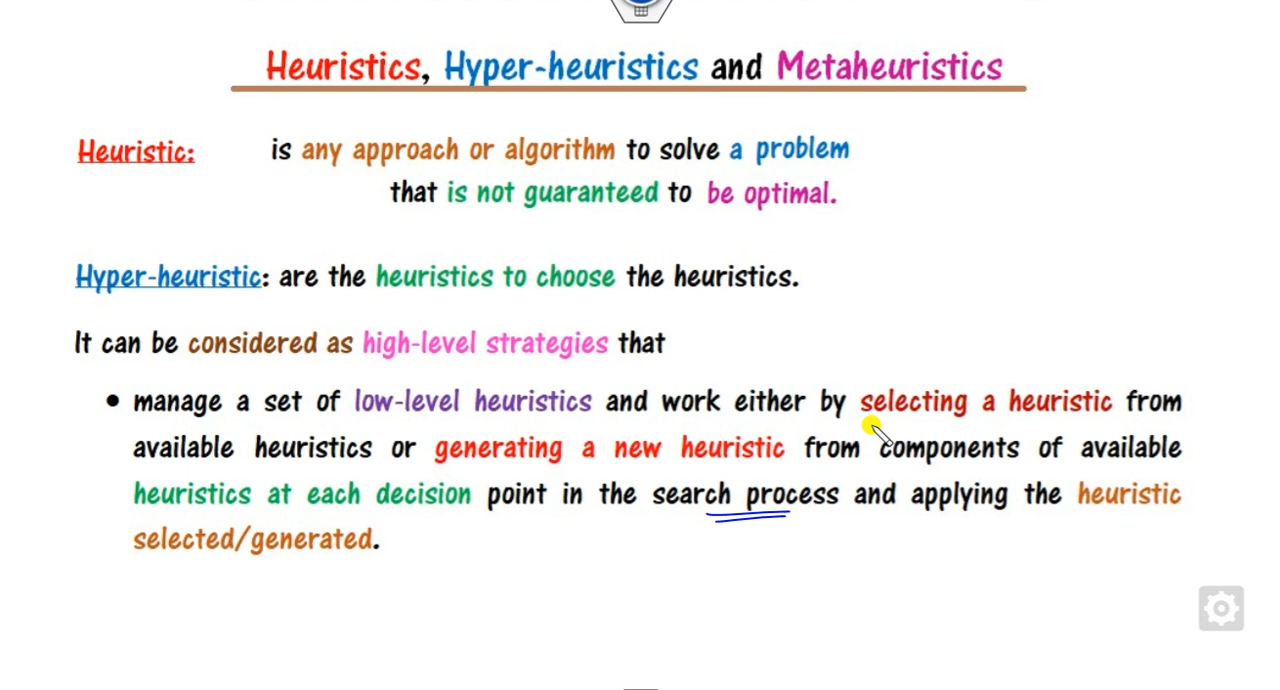 Heuristics, Hyper-heuristics and Metaheuristics
Heuristic: is any approach or algorithm to solve a problem
that is not guaranteed to be optimal.
Hyper-heuristic: are the heuristics to choose the heuristics.
It can be considered as high-level strategies that
• manage a set of low-level heuristics and work either by selecting a heuristic from
available heuristics or generating a new heuristic from components of available
heuristics at each decision point in the search process and applying the heuristic
selected/generated.